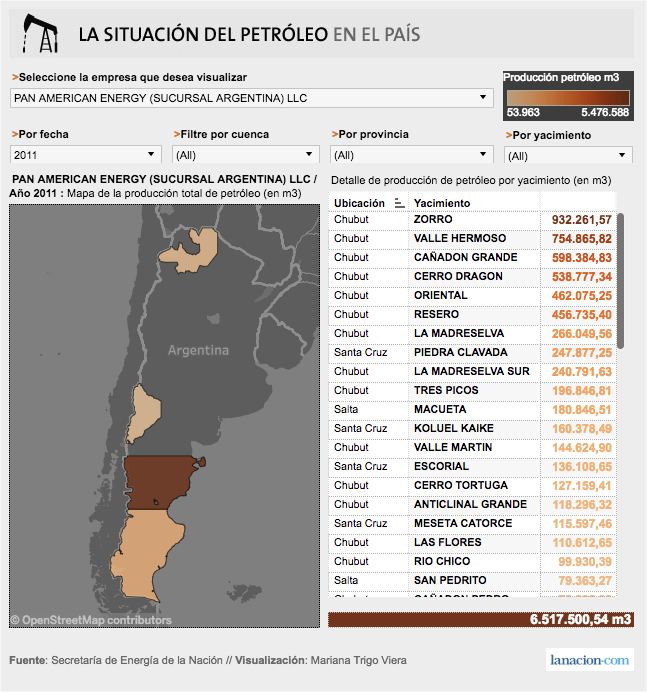 LA SITUACIÓN DEL PETRÓLEO EN EL PAÍS
>Seleccione la empresa que desea visualizar
PAN AMERICAN ENERGY (SUCURSAL ARGENTINA) LLC
Producción petróleo m3
53.963 5.476.588
>Por fecha >Filtre por cuenca >Por provincia >Por yacimiento
2011 (All) (All) (All)
PAN AMERICAN ENERGY (SUCURSAL ARGENTINA) LLC /
Año 2011 : Mapa de la producción total de petróleo (en m3)
Argentina
© OpenStreetMap contributors
Detalle de producción de petróleo por yacimiento (en m3)
Ubicación Yacimiento
Chubut ZORRO 932.261,57
Chubut VALLE HERMOSO 754.865,82
Chubut CAÑADON GRANDE 598.384,83
Chubut CERRO DRAGON 538.777,34
Chubut ORIENTAL 462.075,25
Chubut RESERO 456.735,40
Chubut LA MADRESELVA 266.049,56
Santa Cruz PIEDRA CLAVADA 247.877,25
Chubut LA MADRESELVA SUR 240.791,63
Chubut TRES PICOS 196.846,81
Salta MACUETA 180.846,51
Santa Cruz KOLUEL KAIKE 160.378,49
Chubut VALLE MARTIN 144.624,90
Santa Cruz ESCORIAL 136.108,65
Chubut CERRO TORTUGA 127.159,41
Chubut ANTICLINAL GRANDE 118.296,32
Santa Cruz MESETA CATORCE 115.597,46
Chubut LAS FLORES 110.612,65
Chubut RIO CHICO 99.930,39
Salta SAN PEDRITO 79.363,27
6.517.500,54 m3
Fuente: Secretaría de Energía de la Nación // Visualización: Mariana Trigo Viera
lanacion.com